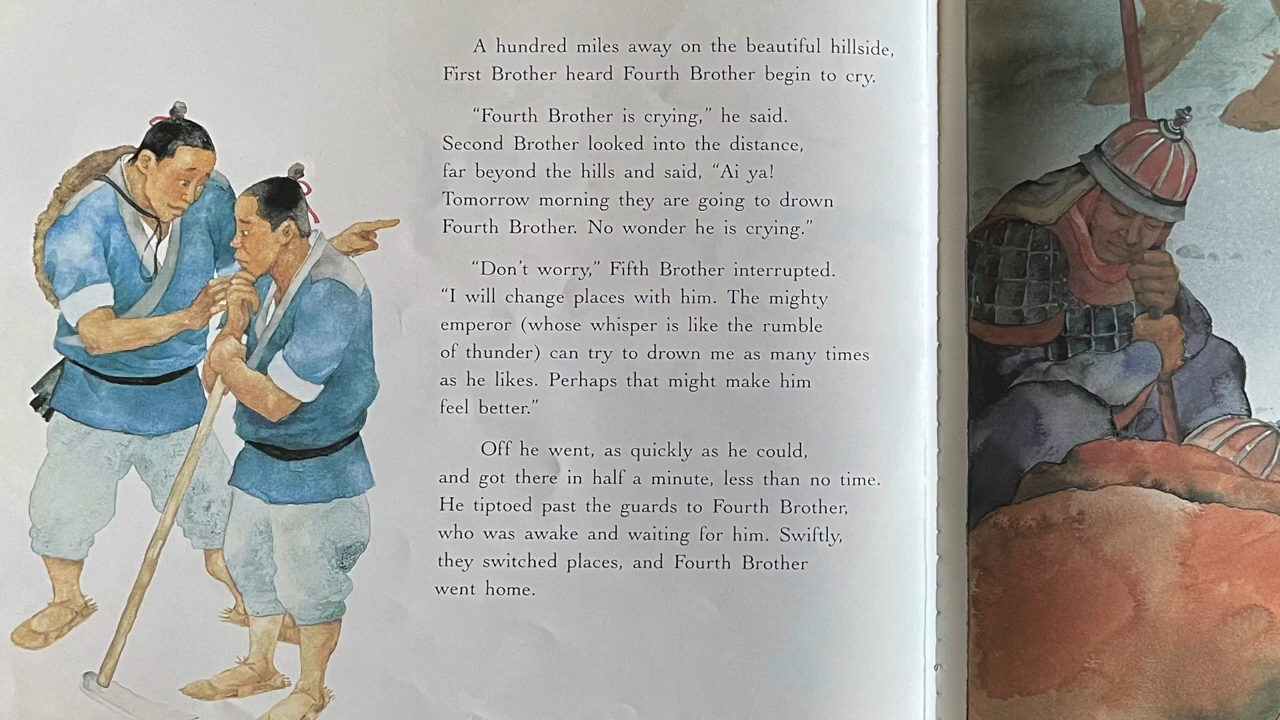 A hundred miles away on the beautiful hillside,
First Brother heard Fourth Brother begin to cry.
“Fourth Brother is crying,” he said.
Second Brother looked into the distance,
far beyond the hills and said, “Ai ya!
Tomorrow morning they are going to drown
Fourth Brother. No wonder he is crying.”
“Don’t worry,” Fifth Brother interrupted.
“I will change places with him. The mighty
emperor (whose whisper is like the rumble
of thunder) can try to drown me as many times
as he likes. Perhaps that might make him
feel better.”
Off he went, as quickly as he could,
and got there in half a minute, less than no time.
He tiptoed past the guards to Fourth Brother,
who was awake and waiting for him. Swiftly,
they switched places, and Fourth Brother
went home.